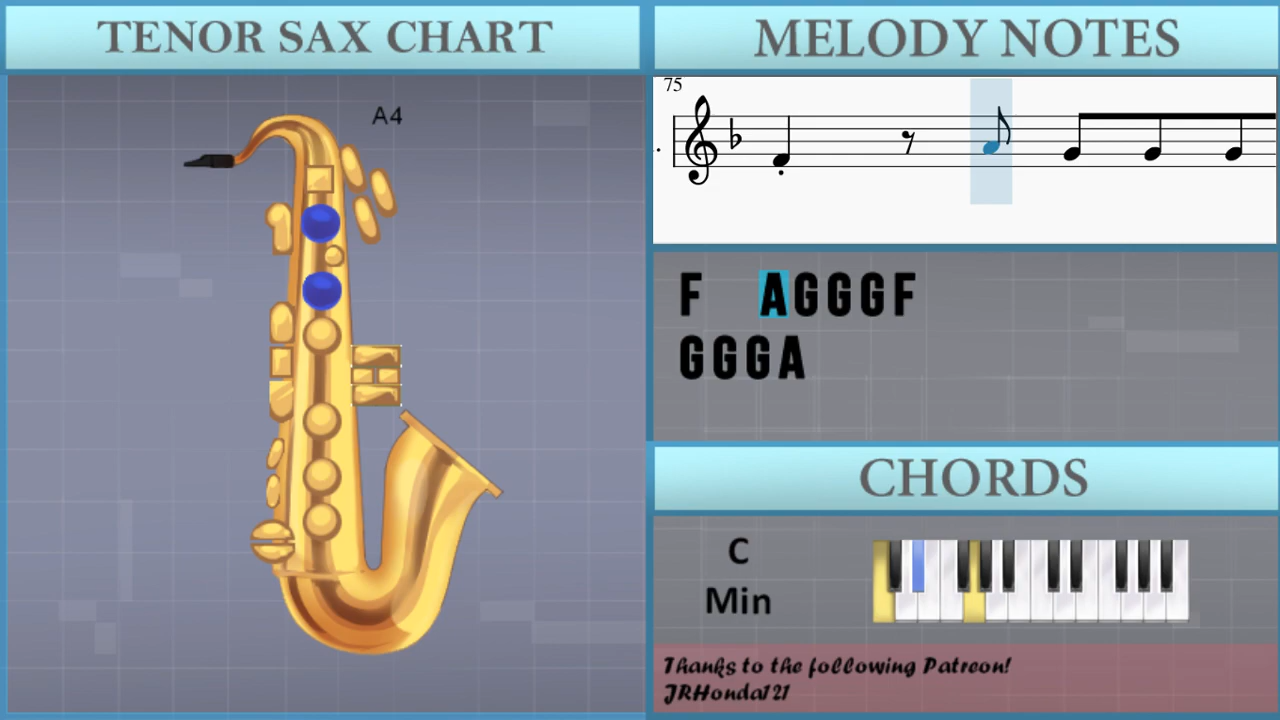 TENOR SAX CHART
A4
MELODY NOTES
75
F AGGGF
GGGA
CHORDS
C
Min
Thanks to the following Patreon!
JRHonda121